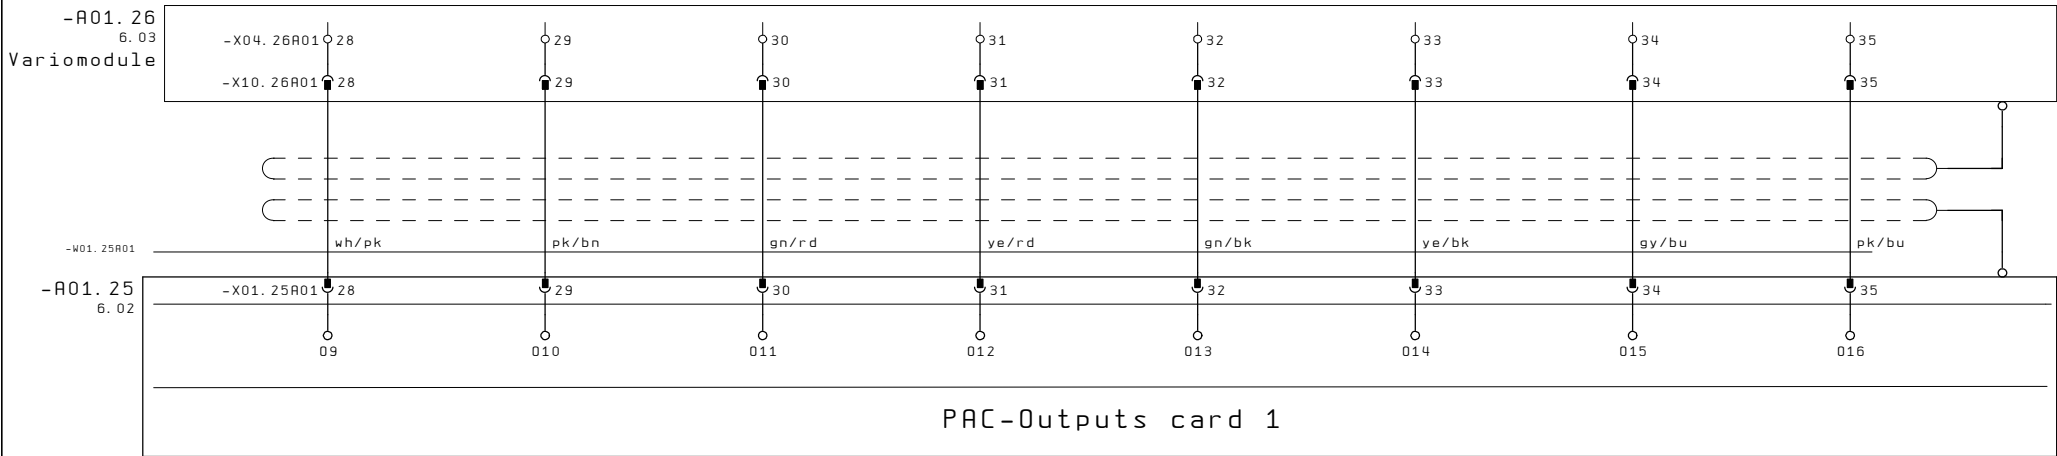 -A01.26
6.03
Variomodule
-X04.26A01 28 29 30 31 32 33 34 35
-X10.26A01 28 29 30 31 32 33 34 35
wh/pk pk/bn gn/rd ye/rd gn/bk ye/bk gy/bu pk/bu
-W01.25A01
-A01.25
6.02
-X01.25A01 28 29 30 31 32 33 34 35
O9 O10 O11 O12 O13 O14 O15 O16
PAC-Outputs card 1